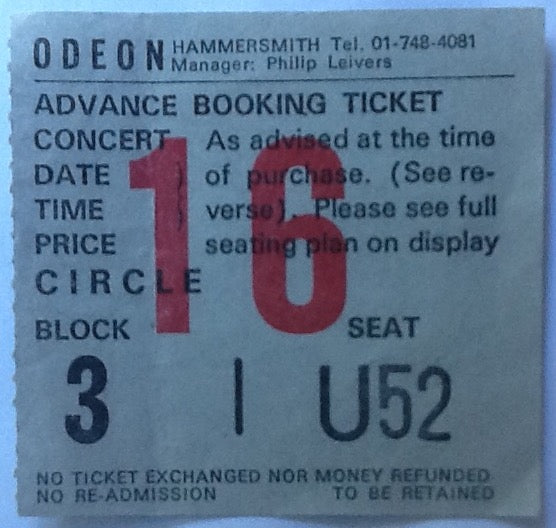 ODEON HAMMERSMITH Tel. 01-748-4081
Manager: Philip Leivers
ADVANCE BOOKING TICKET
CONCERT As advised at the time
DATE of purchase. (See re-
TIME verse). Please see full
PRICE seating plan on display
16
CIRCLE
BLOCK SEAT
3 | U52
NO TICKET EXCHANGED NOR MONEY REFUNDED
NO RE-ADMISSION TO BE RETAINED